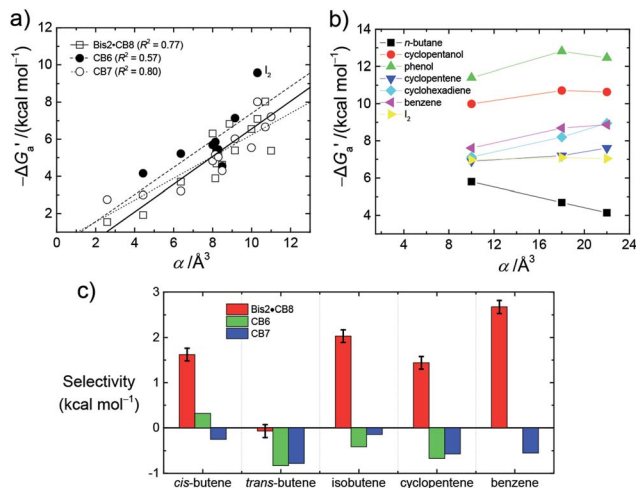 a)
−ΔGa′ /(kcal mol−1)
10
8
6
4
2
Bis2•CB8 (R2 = 0.77)
CB6 (R2 = 0.57)
CB7 (R2 = 0.80)
I2
0 2 4 6 8 10 12
α /Å3
b)
−ΔGa′ /(kcal mol−1)
14
12
10
8
6
4
n-butane
cyclopentanol
phenol
cyclopentene
cyclohexadiene
benzene
I2
4 8 12 16 20 24
α /Å3
c)
Selectivity
(kcal mol−1)
3
2
1
0
-1
Bis2•CB8
CB6
CB7
cis-butene trans-butene isobutene cyclopentene benzene